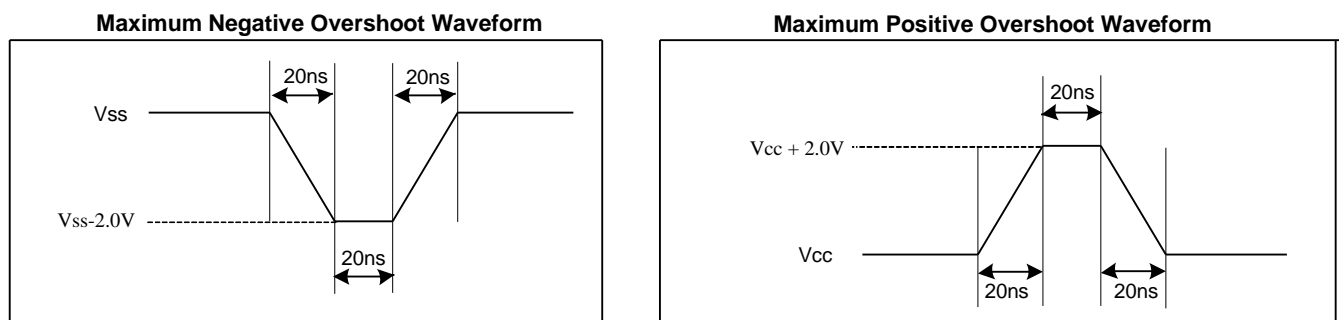 Maximum Negative Overshoot Waveform
20ns
20ns
Vss
Vss-2.0V
20ns
Maximum Positive Overshoot Waveform
20ns
Vcc + 2.0V
Vcc
20ns
20ns